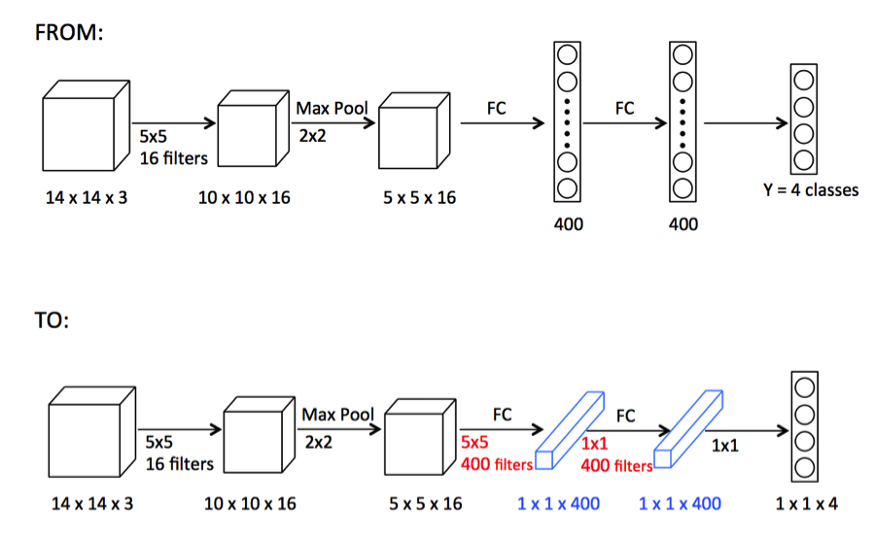 FROM:
5x5
16 filters
Max Pool
2x2
FC
FC
14 x 14 x 3
10 x 10 x 16
5 x 5 x 16
400
400
Y = 4 classes
TO:
5x5
16 filters
Max Pool
2x2
FC
5x5
400 filters
FC
1x1
400 filters
1x1
14 x 14 x 3
10 x 10 x 16
5 x 5 x 16
1 x 1 x 400
1 x 1 x 400
1 x 1 x 4